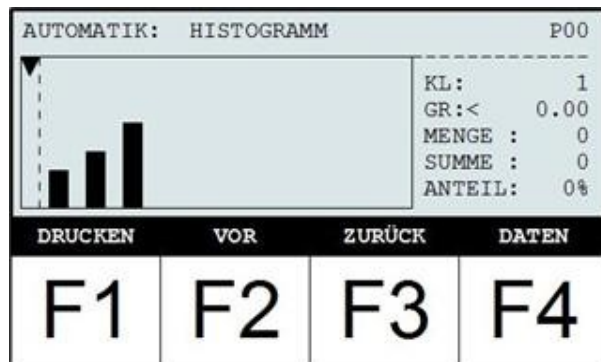 AUTOMATIK: HISTOGRAMM P00
KL: 1
GR:< 0.00
MENGE : 0
SUMME : 0
ANTEIL: 0%
DRUCKEN VOR ZURÜCK DATEN
F1 F2 F3 F4